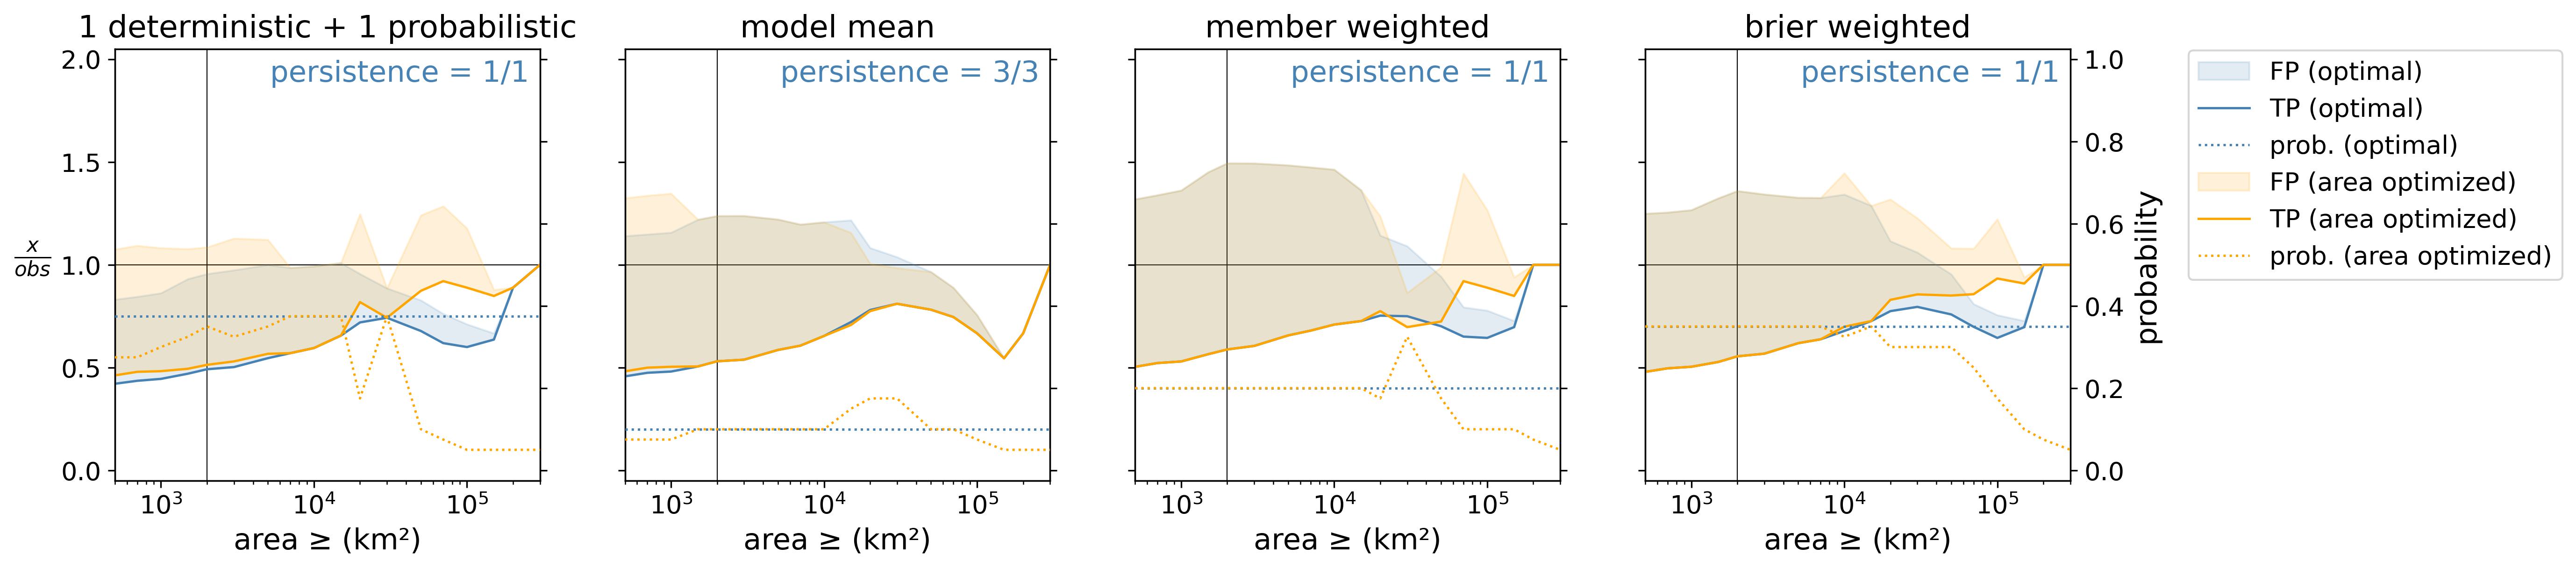 1 deterministic + 1 probabilistic
model mean
member weighted
brier weighted
persistence = 1/1
persistence = 3/3
persistence = 1/1
persistence = 1/1
2.0
1.5
1.0
0.5
0.0
x
obs
10³ 10⁴ 10⁵
10³ 10⁴ 10⁵
10³ 10⁴ 10⁵
10³ 10⁴ 10⁵
area ≥ (km²)
area ≥ (km²)
area ≥ (km²)
area ≥ (km²)
1.0
0.8
0.6
0.4
0.2
0.0
probability
FP (optimal)
TP (optimal)
prob. (optimal)
FP (area optimized)
TP (area optimized)
prob. (area optimized)